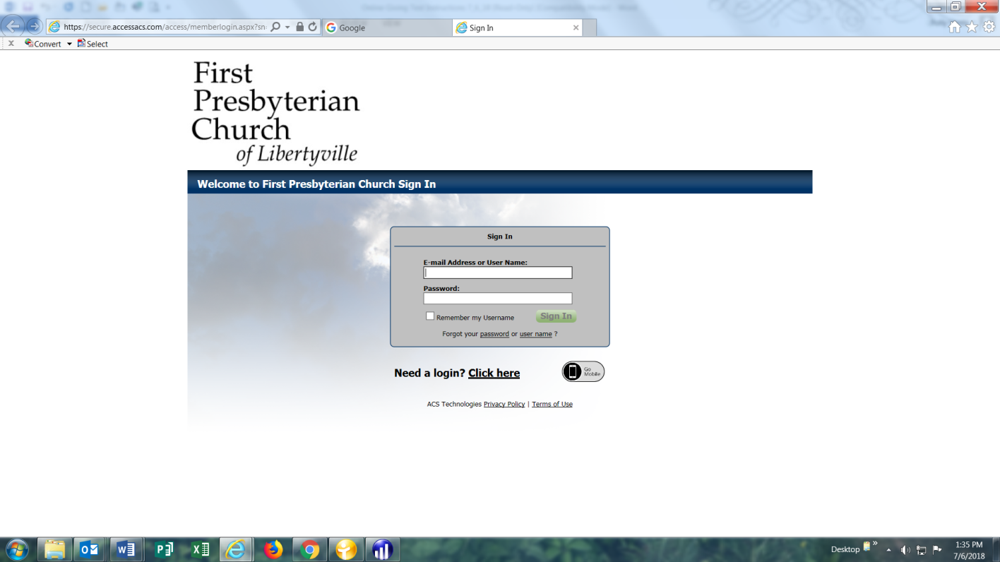 https://secure.accessacs.com/access/memberlogin.aspx?sn
Google
Sign In
Convert
Select
First
Presbyterian
Church
of Libertyville
Welcome to First Presbyterian Church Sign In
Sign In
E-mail Address or User Name:
Password:
Remember my Username
Sign In
Forgot your password or user name ?
Need a login? Click here
Go
Mobile
ACS Technologies Privacy Policy | Terms of Use
Desktop
1:35 PM
7/6/2018